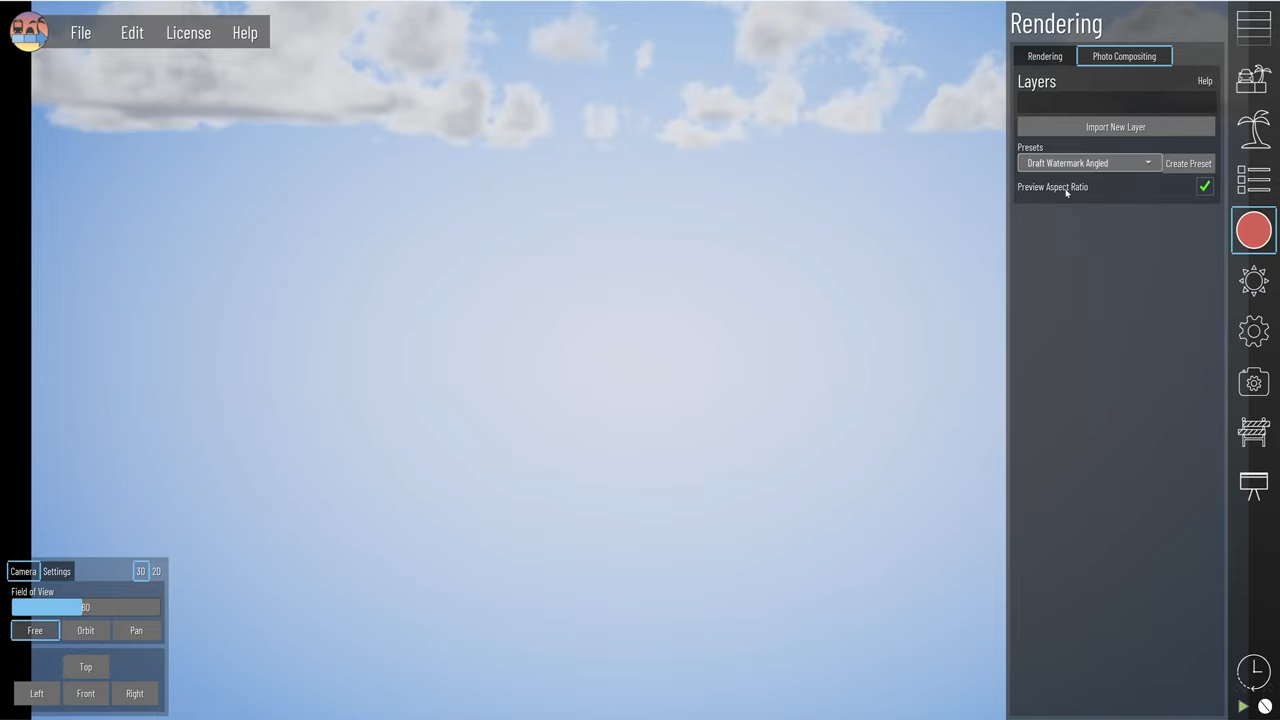 File Edit License Help
Rendering
Rendering Photo Compositing
Layers Help
Import New Layer
Presets
Draft Watermark Angled Create Preset
Preview Aspect Ratio
Camera Settings 3D 2D
Field of View
60
Free Orbit Pan
Top
Left Front Right